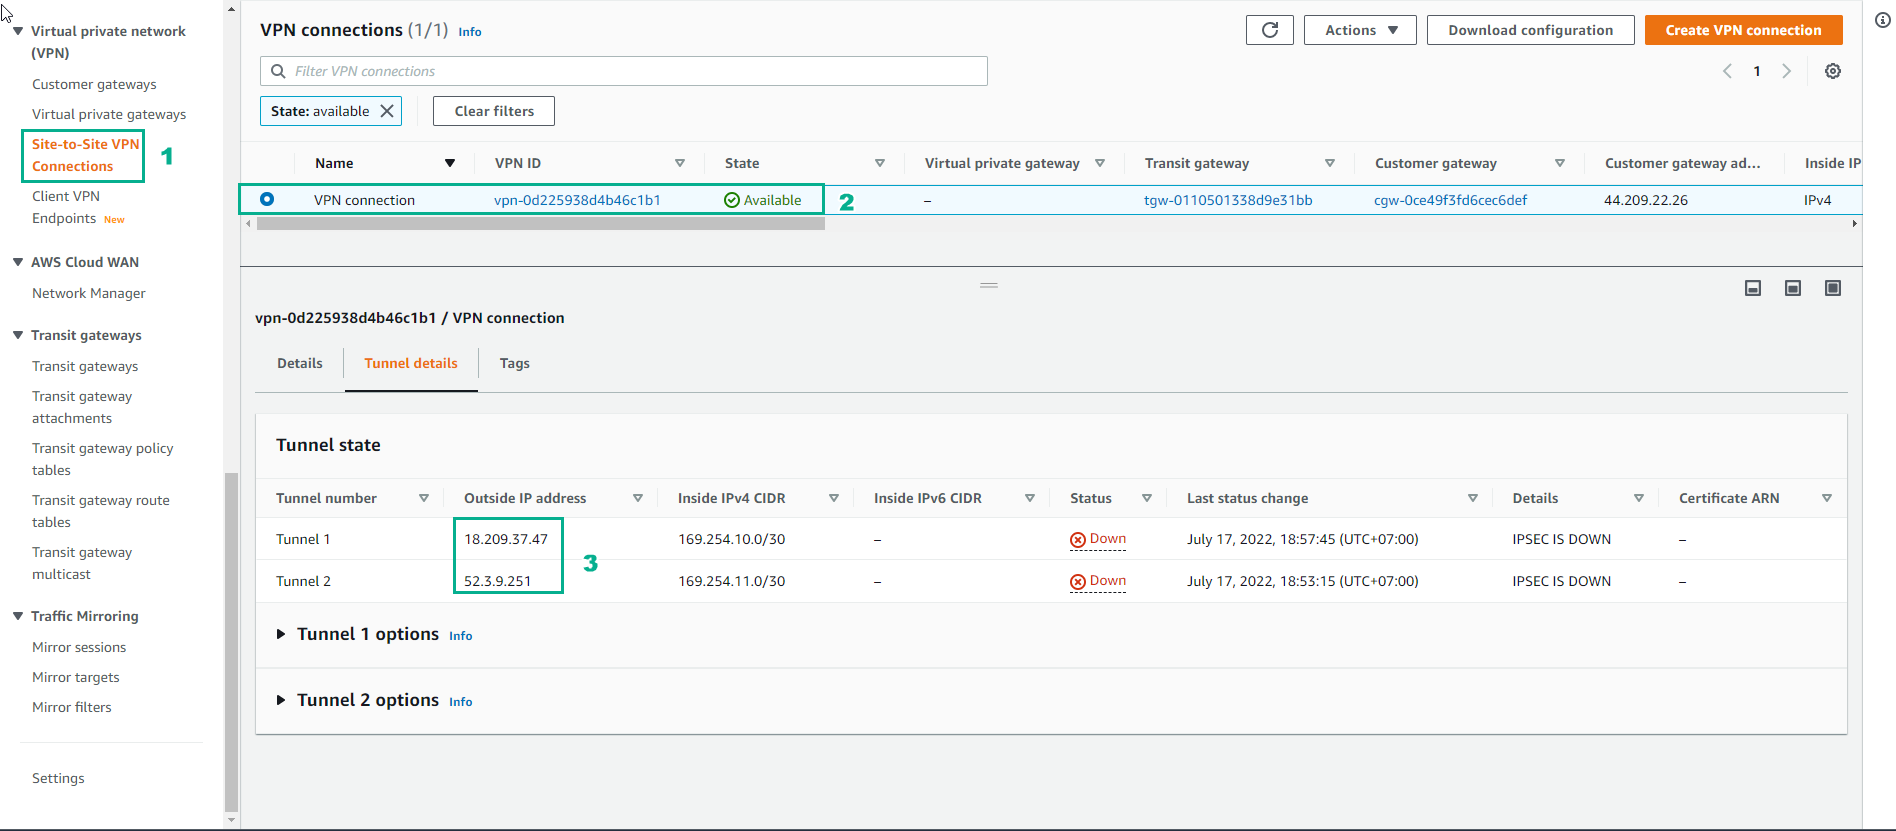 Virtual private network
(VPN)
Customer gateways
Virtual private gateways
Site-to-Site VPN
Connections
1
Client VPN
Endpoints New
AWS Cloud WAN
Network Manager
Transit gateways
Transit gateways
Transit gateway
attachments
Transit gateway policy
tables
Transit gateway route
tables
Transit gateway
multicast
Traffic Mirroring
Mirror sessions
Mirror targets
Mirror filters
Settings
VPN connections (1/1) Info
Actions
Download configuration
Create VPN connection
Filter VPN connections
1
State: available
Clear filters
Name VPN ID State Virtual private gateway Transit gateway Customer gateway Customer gateway ad... Inside IP
VPN connection vpn-0d225938d4b46c1b1 Available 2 – tgw-0110501338d9e31bb cgw-0ce49f3fd6cec6def 44.209.22.26 IPv4
vpn-0d225938d4b46c1b1 / VPN connection
Details Tunnel details Tags
Tunnel state
Tunnel number Outside IP address Inside IPv4 CIDR Inside IPv6 CIDR Status Last status change Details Certificate ARN
Tunnel 1 18.209.37.47 169.254.10.0/30 – Down July 17, 2022, 18:57:45 (UTC+07:00) IPSEC IS DOWN –
3
Tunnel 2 52.3.9.251 169.254.11.0/30 – Down July 17, 2022, 18:53:15 (UTC+07:00) IPSEC IS DOWN –
Tunnel 1 options Info
Tunnel 2 options Info